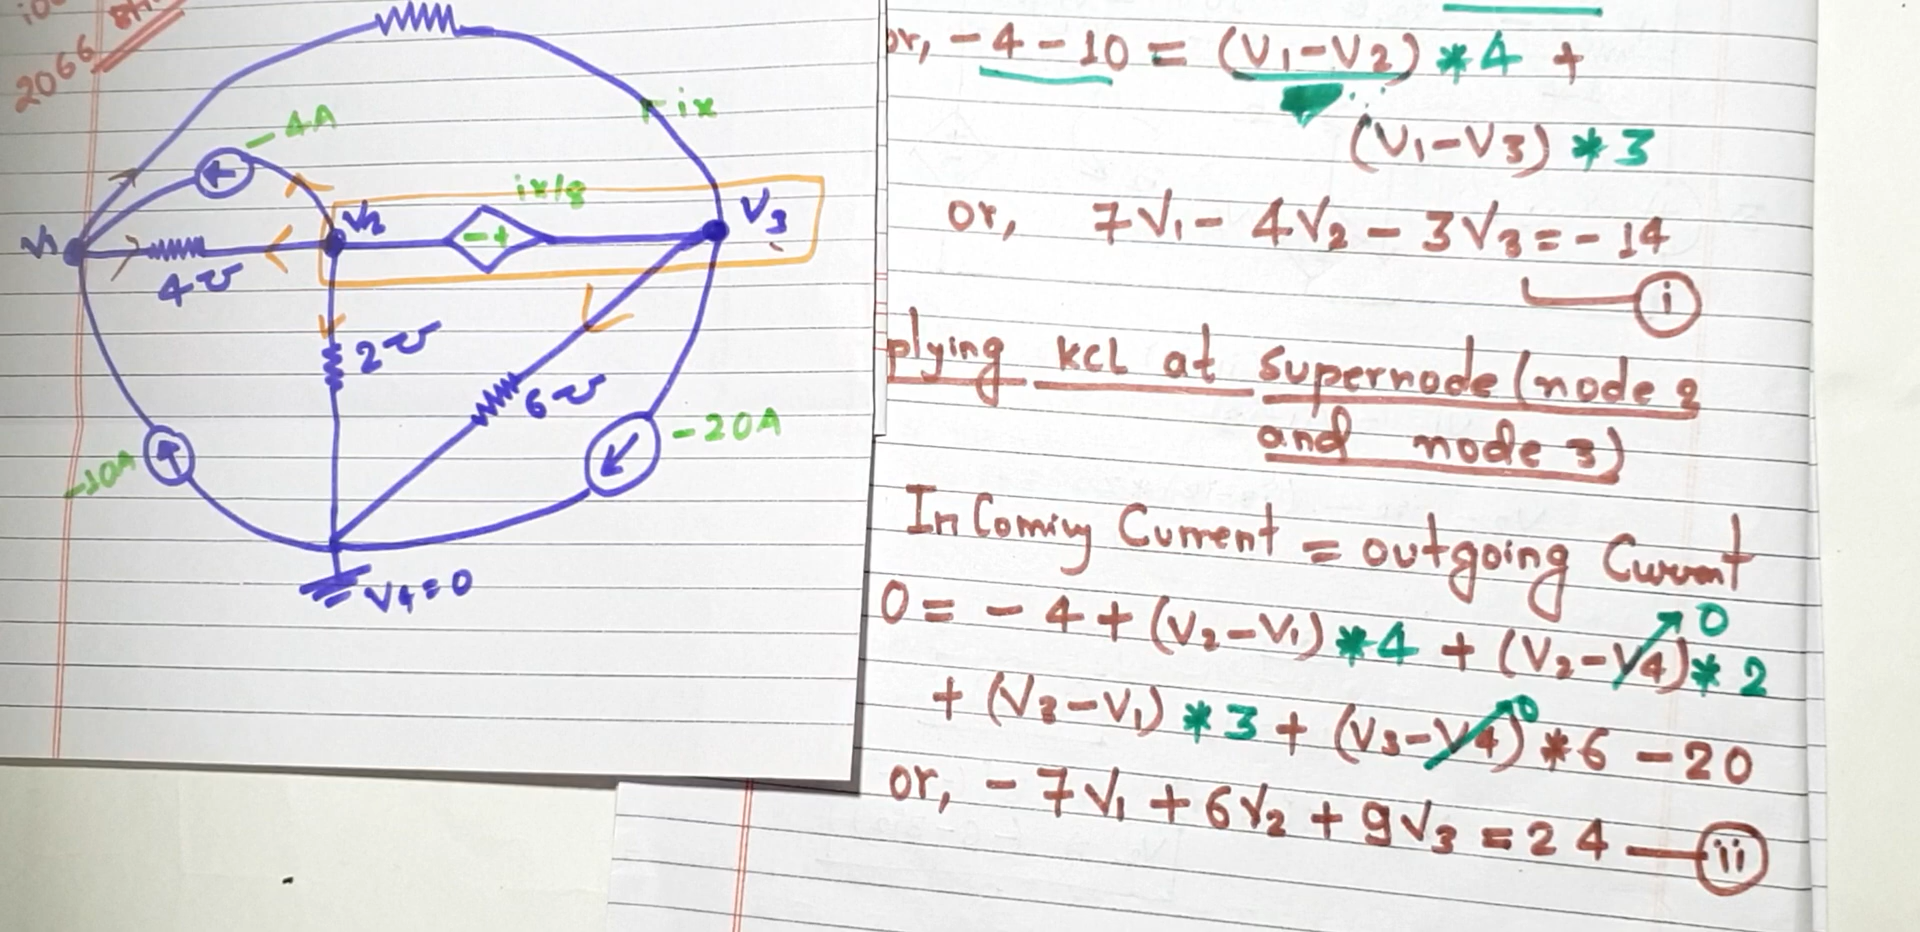 2066
-4A
ix
ix/8
V1
V2
V3
- +
4℧
2℧
6℧
-10A
-20A
V4=0
or, -4-10 = (V1-V2) *4 +
(V1-V3) *3
or, 7V1 - 4V2 - 3V3 = -14
i
plying KCL at supernode (node 2
and node 3)
InComing Current = outgoing Current
0 = -4 + (V2-V1) *4 + (V2-V4) *2
0
+ (V3-V1) *3 + (V3-V4) *6 -20
0
or, -7V1 + 6V2 + 9V3 = 24
ii